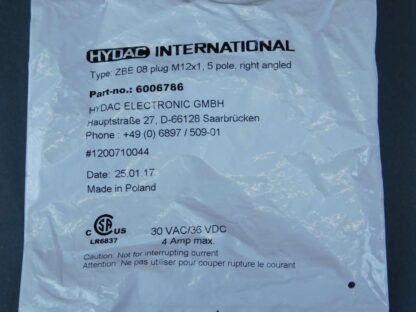 HYDAC INTERNATIONAL
Type: ZBE 08 plug M12x1, 5 pole, right angled
Part-no.: 6006786
HYDAC ELECTRONIC GMBH
Hauptstraße 27, D-66128 Saarbrücken
Phone : +49 (0) 6897 / 509-01
#1200710044
Date: 25.01.17
Made in Poland
C SA US
LR6837
30 VAC/36 VDC
4 Amp max.
Caution: Not for interrupting current
Attention: Ne pas utiliser pour couper rupture le courant